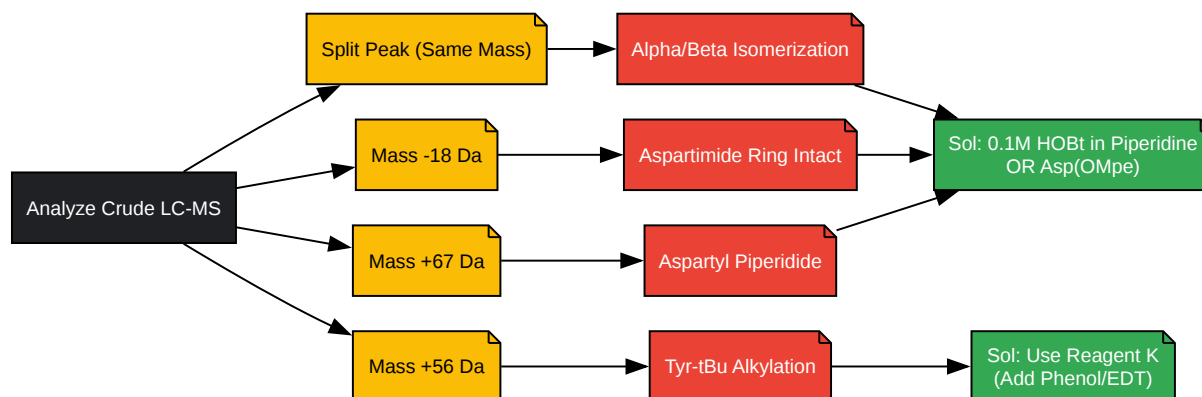 Split Peak (Same Mass)
Alpha/Beta Isomerization
Mass -18 Da
Aspartimide Ring Intact
Sol: 0.1M HOBt in Piperidine
OR Asp(OMpe)
Analyze Crude LC-MS
Mass +67 Da
Aspartyl Piperidide
Mass +56 Da
Tyr-tBu Alkylation
Sol: Use Reagent K
(Add Phenol/EDT)